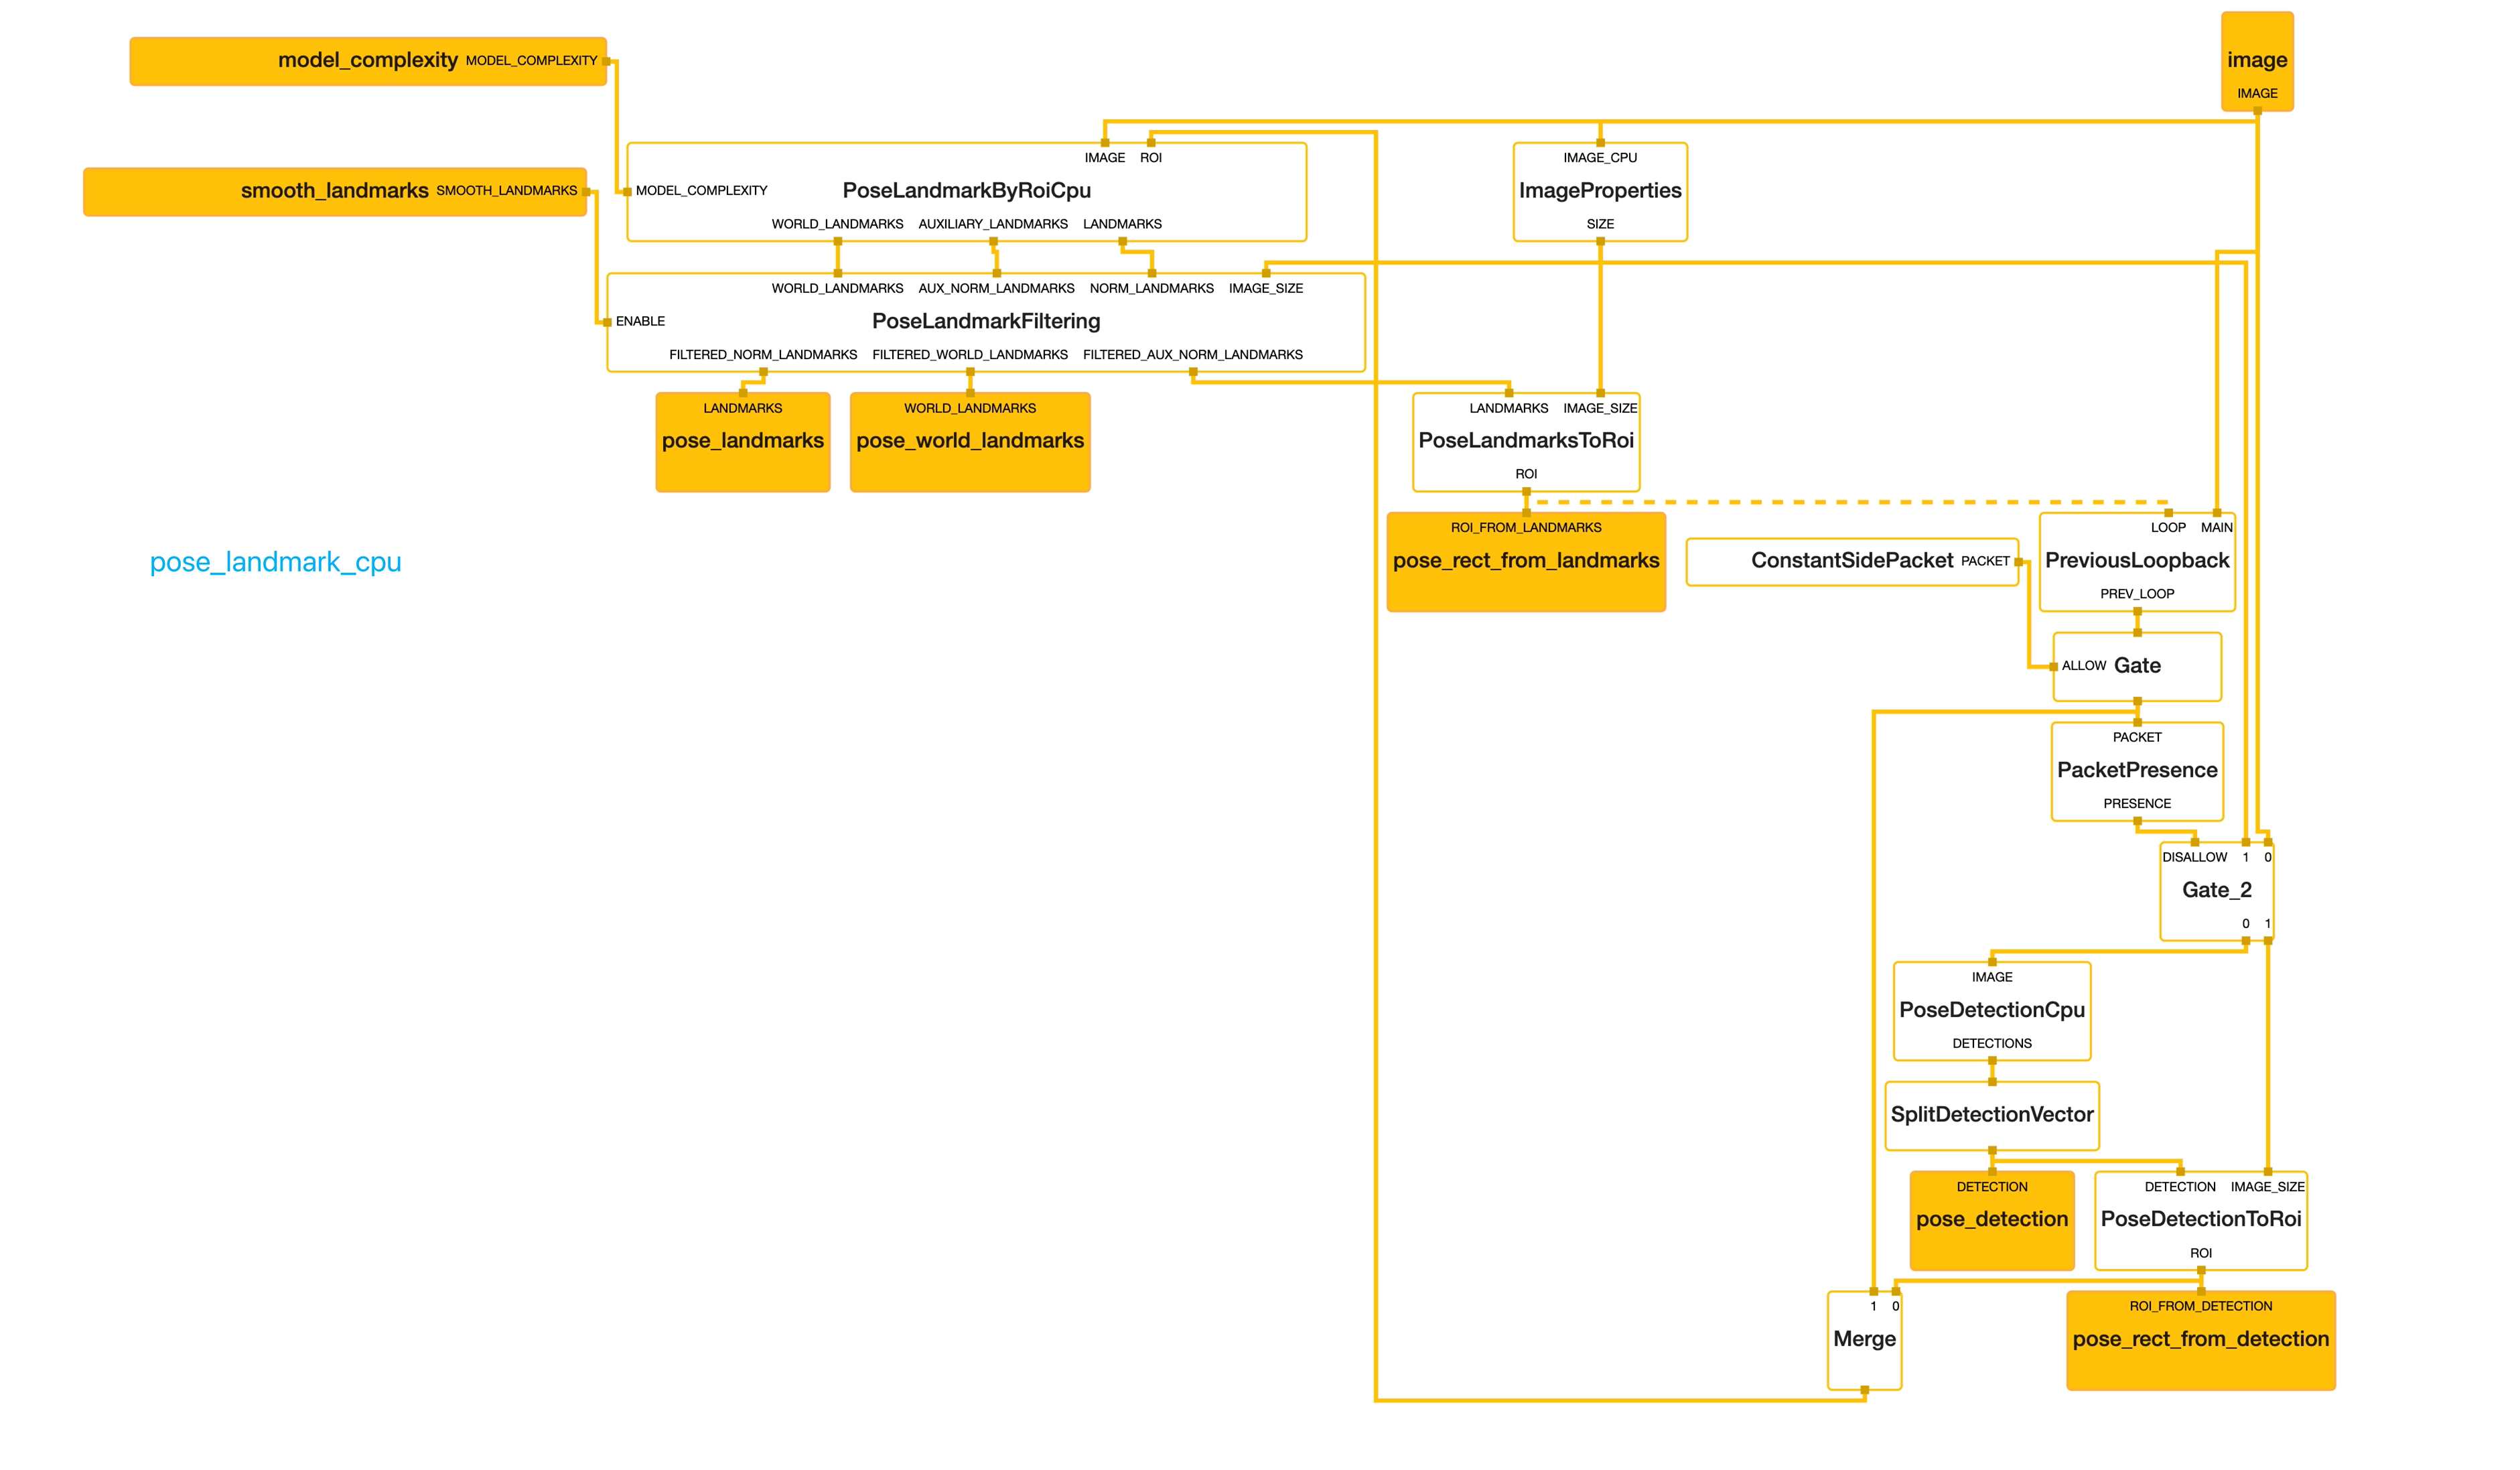 image
model_complexity MODEL_COMPLEXITY
IMAGE
IMAGE ROI
IMAGE_CPU
smooth_landmarks SMOOTH_LANDMARKS
MODEL_COMPLEXITY PoseLandmarkByRoiCpu
ImageProperties
WORLD_LANDMARKS AUXILIARY_LANDMARKS LANDMARKS
SIZE
WORLD_LANDMARKS AUX_NORM_LANDMARKS NORM_LANDMARKS IMAGE_SIZE
ENABLE PoseLandmarkFiltering
FILTERED_NORM_LANDMARKS FILTERED_WORLD_LANDMARKS FILTERED_AUX_NORM_LANDMARKS
LANDMARKS
pose_landmarks
WORLD_LANDMARKS
pose_world_landmarks
LANDMARKS IMAGE_SIZE
PoseLandmarksToRoi
ROI
ROI_FROM_LANDMARKS
pose_rect_from_landmarks
LOOP MAIN
pose_landmark_cpu
ConstantSidePacket PACKET
PreviousLoopback
PREV_LOOP
ALLOW Gate
PACKET
PacketPresence
PRESENCE
DISALLOW 1 0
Gate_2
0 1
IMAGE
PoseDetectionCpu
DETECTIONS
SplitDetectionVector
DETECTION
pose_detection
DETECTION IMAGE_SIZE
PoseDetectionToRoi
ROI
1 0
Merge
ROI_FROM_DETECTION
pose_rect_from_detection